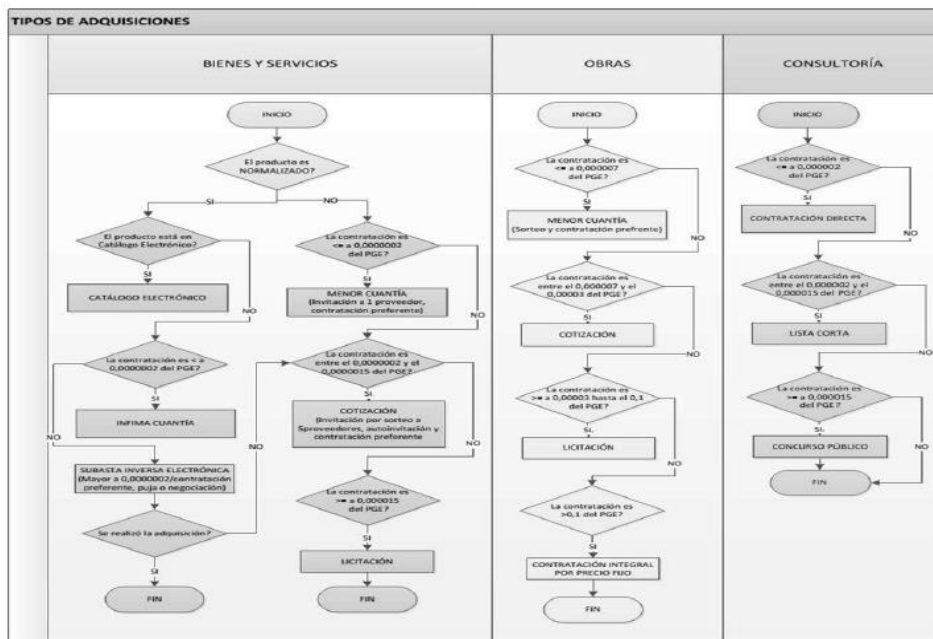 TIPOS DE ADQUISICIONES
BIENES Y SERVICIOS
INICIO
El producto es
NORMALIZADO?
SI
NO
El producto está en
Catálogo Electrónico?
SI
NO
CATÁLOGO ELECTRÓNICO
La contratación es < a
0,0000002 del PGE?
SI
NO
INFIMA CUANTÍA
SUBASTA INVERSA ELECTRÓNICA
(Mayor a 0,0000002/contratación
preferente, puja o negociación)
Se realizó la adquisición?
NO
SI
FIN
La contratación es
<= a 0,0000002
del PGE?
SI
NO
MENOR CUANTÍA
(Invitación a 1 proveedor,
contratación preferente)
La contratación es
entre el 0,0000002 y el
0,0000015 del PGE?
SI
NO
COTIZACIÓN
(Invitación por sorteo a
5proveedores, autoinvitación y
contratación preferente
La contratación es
>= a 0,000015
del PGE?
SI
LICITACIÓN
FIN
OBRAS
INICIO
La contratación es
<= a 0,000007
del PGE?
SI
NO
MENOR CUANTÍA
(Sorteo y contratación prefrente)
La contratación es
entre el 0,000007 y el
0,00003 del PGE?
SI
NO
COTIZACIÓN
La contratación es
>= a 0,00003 hasta el 0,1
del PGE?
SI
NO
LICITACIÓN
La contratación es
>0,1 del PGE?
SI
CONTRATACIÓN INTEGRAL
POR PRECIO FIJO
FIN
CONSULTORÍA
INICIO
La contratación es
<= a 0,000002
del PGE?
SI
NO
CONTRATACIÓN DIRECTA
La contratación es
entre el 0,000002 y el
0,000015 del PGE?
SI
NO
LISTA CORTA
La contratación es
>= a 0,000015
del PGE?
SI
NO
CONCURSO PÚBLICO
FIN